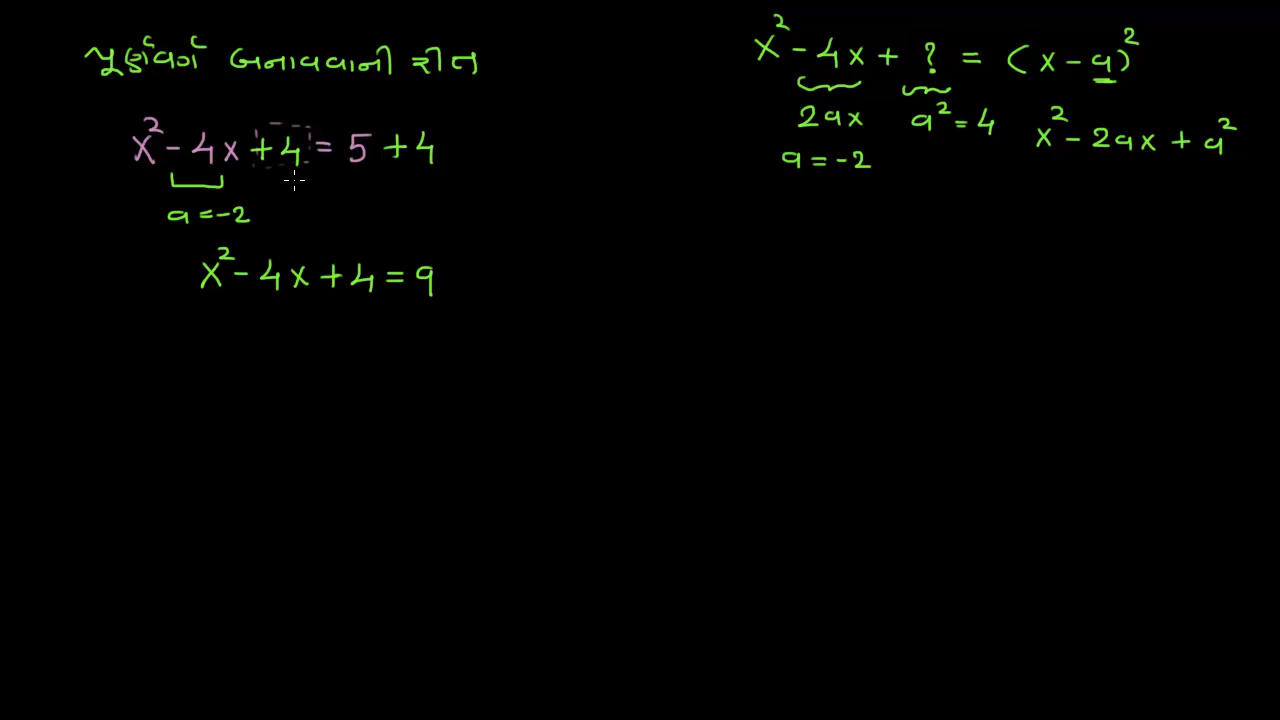 પૂર્ણવર્ગ બનાવવાની રીત
x² - 4x + 4 = 5 + 4
a = -2
x² - 4x + 4 = 9
x² - 4x + ? = (x - a)²
2ax a² = 4 x² - 2ax + a²
a = -2